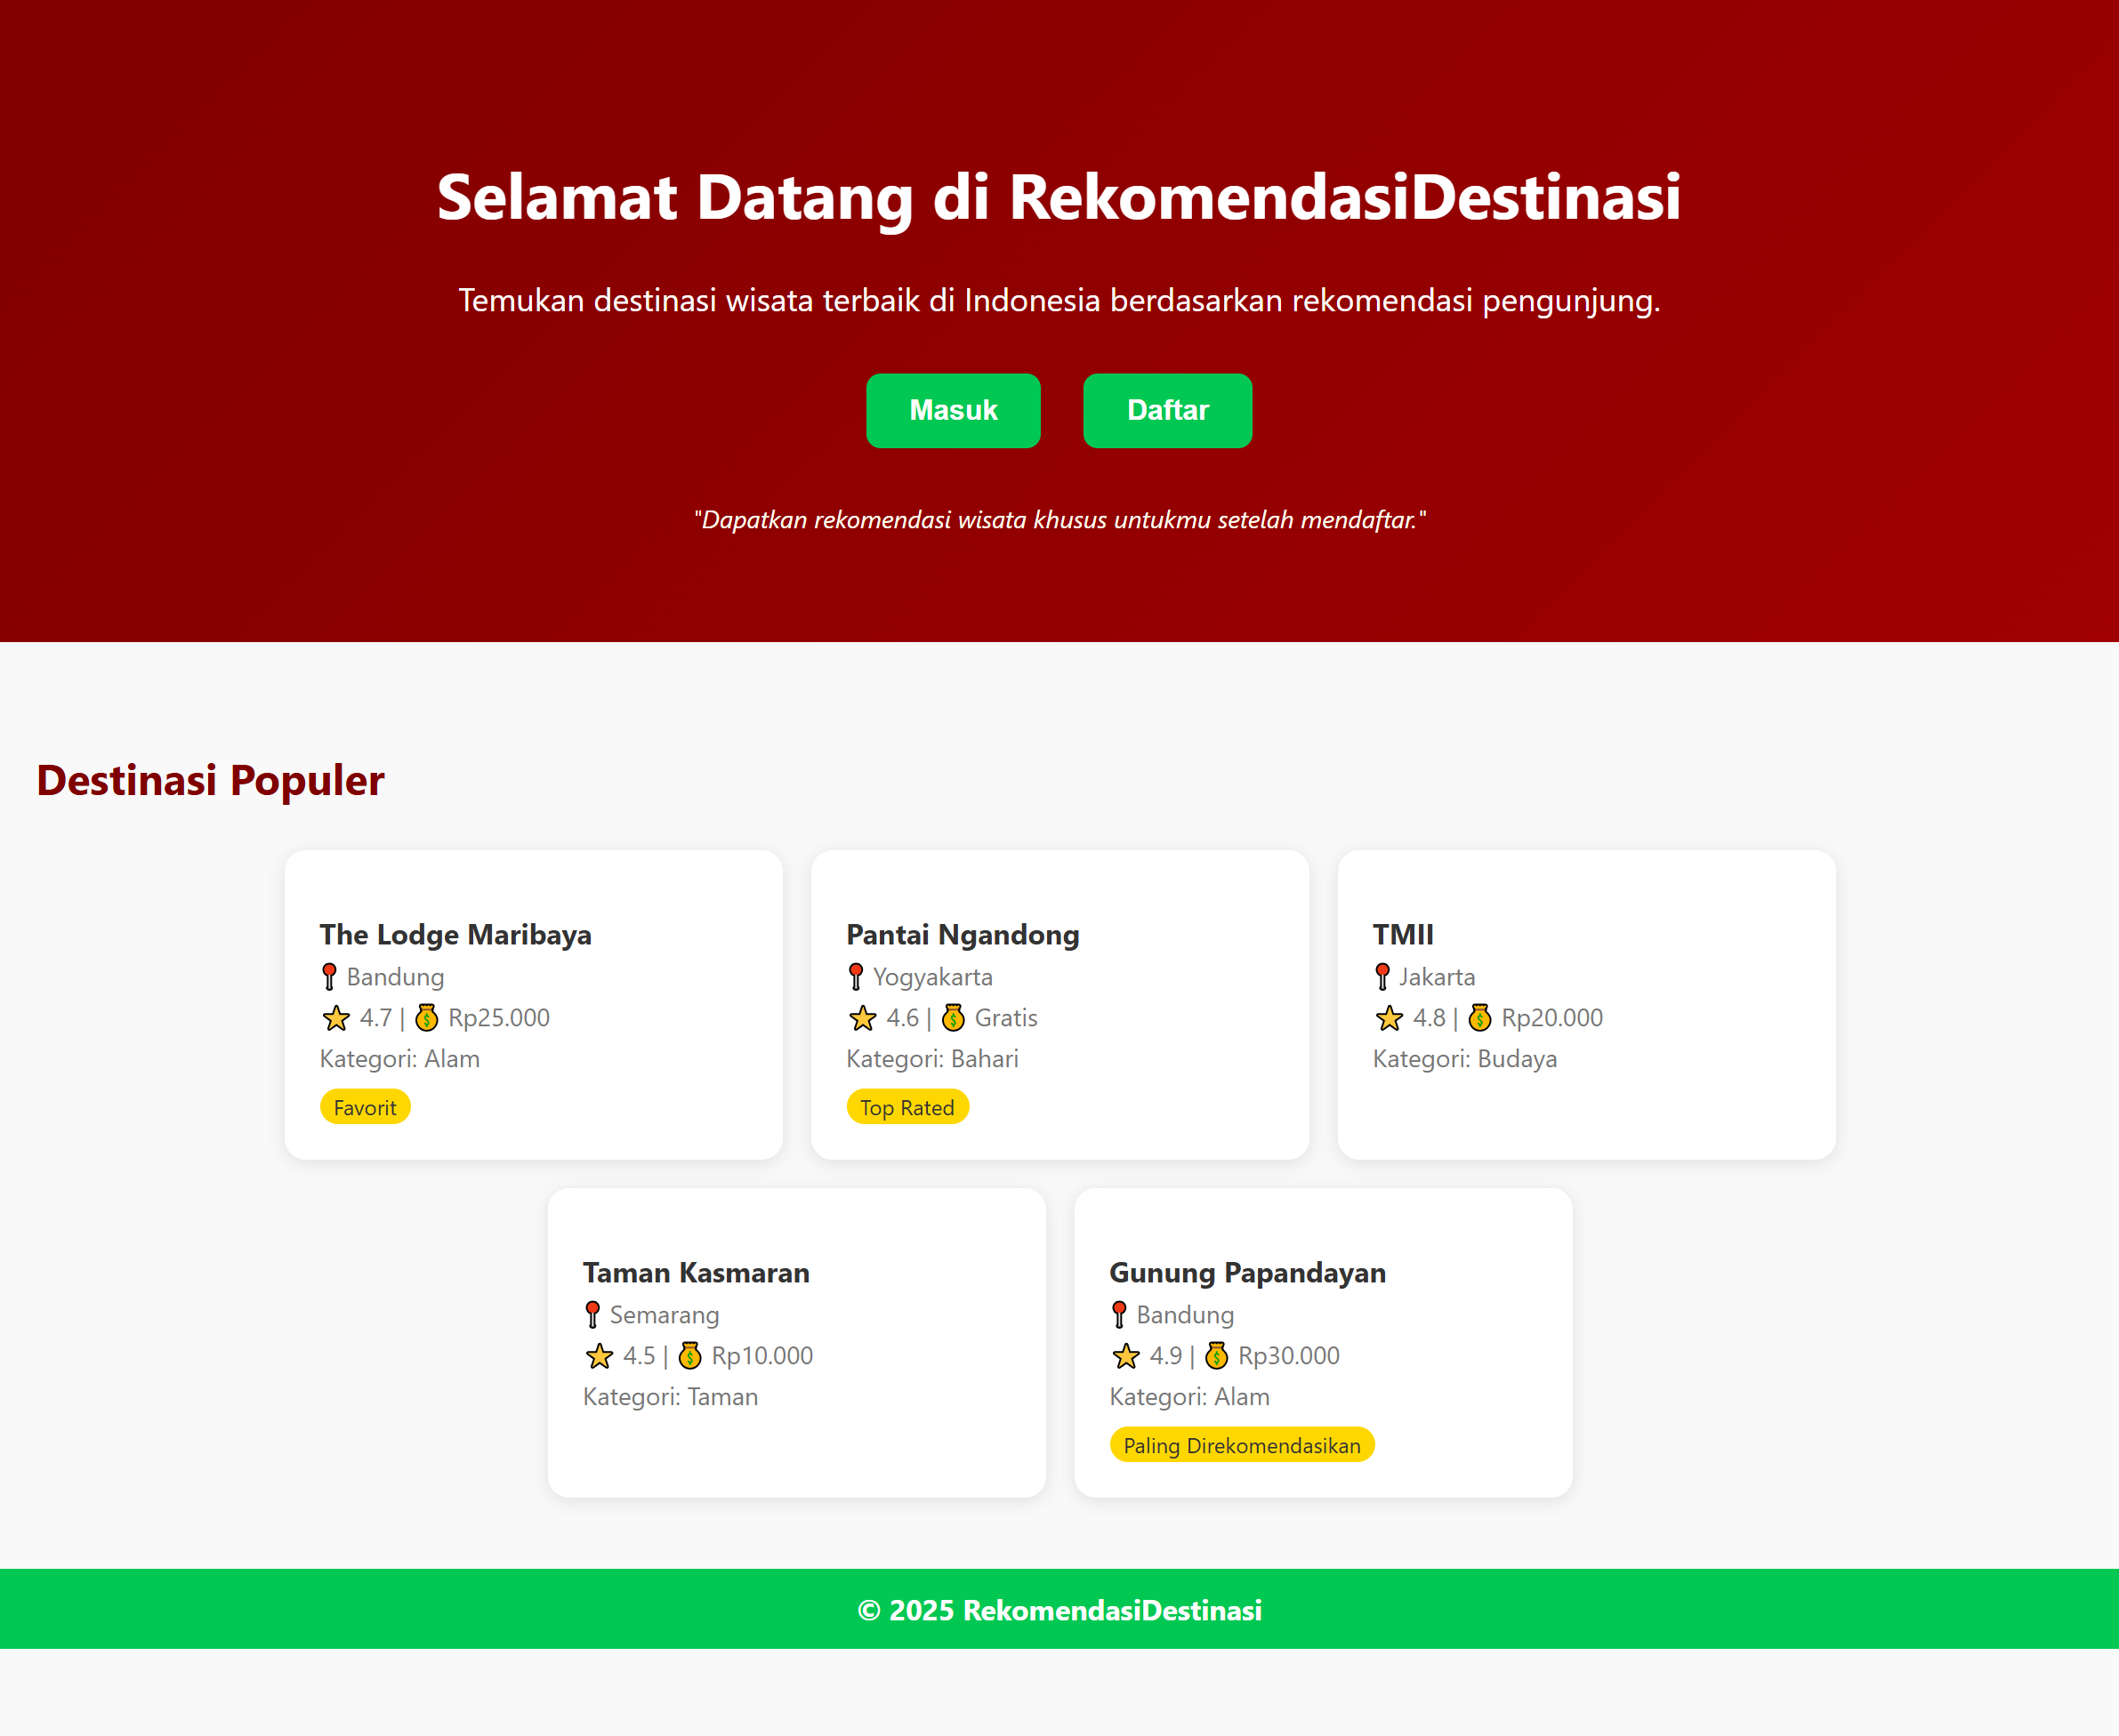 Selamat Datang di RekomendasiDestinasi
Temukan destinasi wisata terbaik di Indonesia berdasarkan rekomendasi pengunjung.
Masuk
Daftar
"Dapatkan rekomendasi wisata khusus untukmu setelah mendaftar."
Destinasi Populer
The Lodge Maribaya
📍 Bandung
⭐ 4.7 | 💰 Rp25.000
Kategori: Alam
Favorit
Pantai Ngandong
📍 Yogyakarta
⭐ 4.6 | 💰 Gratis
Kategori: Bahari
Top Rated
TMII
📍 Jakarta
⭐ 4.8 | 💰 Rp20.000
Kategori: Budaya
Taman Kasmaran
📍 Semarang
⭐ 4.5 | 💰 Rp10.000
Kategori: Taman
Gunung Papandayan
📍 Bandung
⭐ 4.9 | 💰 Rp30.000
Kategori: Alam
Paling Direkomendasikan
© 2025 RekomendasiDestinasi